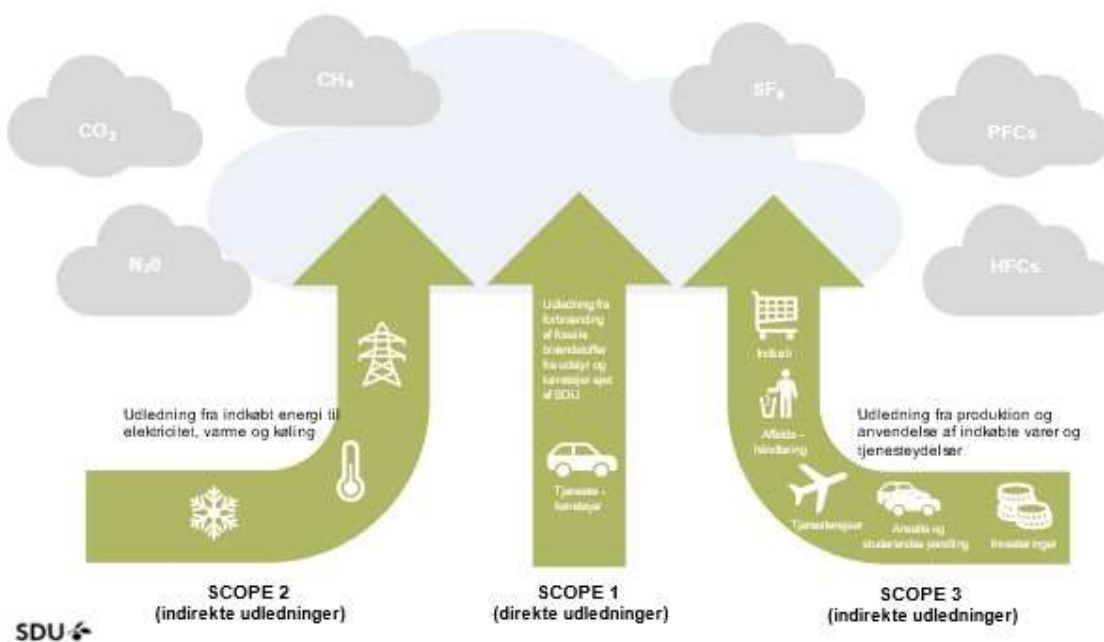 CO₂
CH₄
SF₆
PFCs
N₂0
HFCs
Udledning fra
forbrænding
af fossile
brændstoffer
fra udstyr og
køretøjer ejet
af SDU
Indkøb
Udledning fra indkøbt energi til
elektricitet, varme og køling
Affalds –
håndtering
Udledning fra produktion og
anvendelse af indkøbte varer og
tjenesteydelser
Tjeneste -
køretøjer
Tjenesterejser
Ansatte og
studerendes pendling
Investeringer
SCOPE 2
(indirekte udledninger)
SCOPE 1
(direkte udledninger)
SCOPE 3
(indirekte udledninger)
SDU